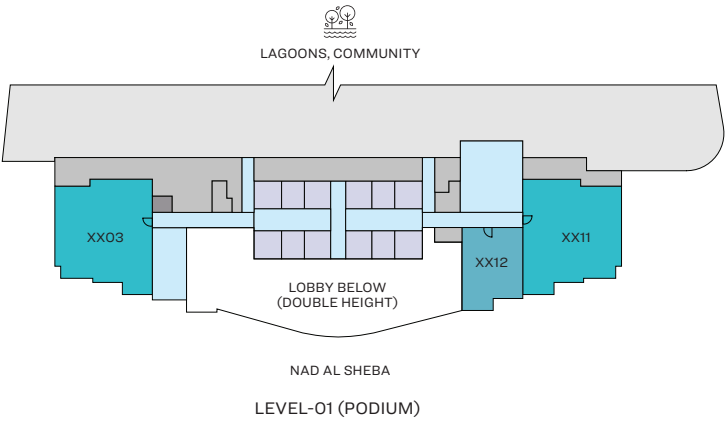 LAGOONS, COMMUNITY
XX03
XX11
XX12
LOBBY BELOW
(DOUBLE HEIGHT)
NAD AL SHEBA
LEVEL-01 (PODIUM)